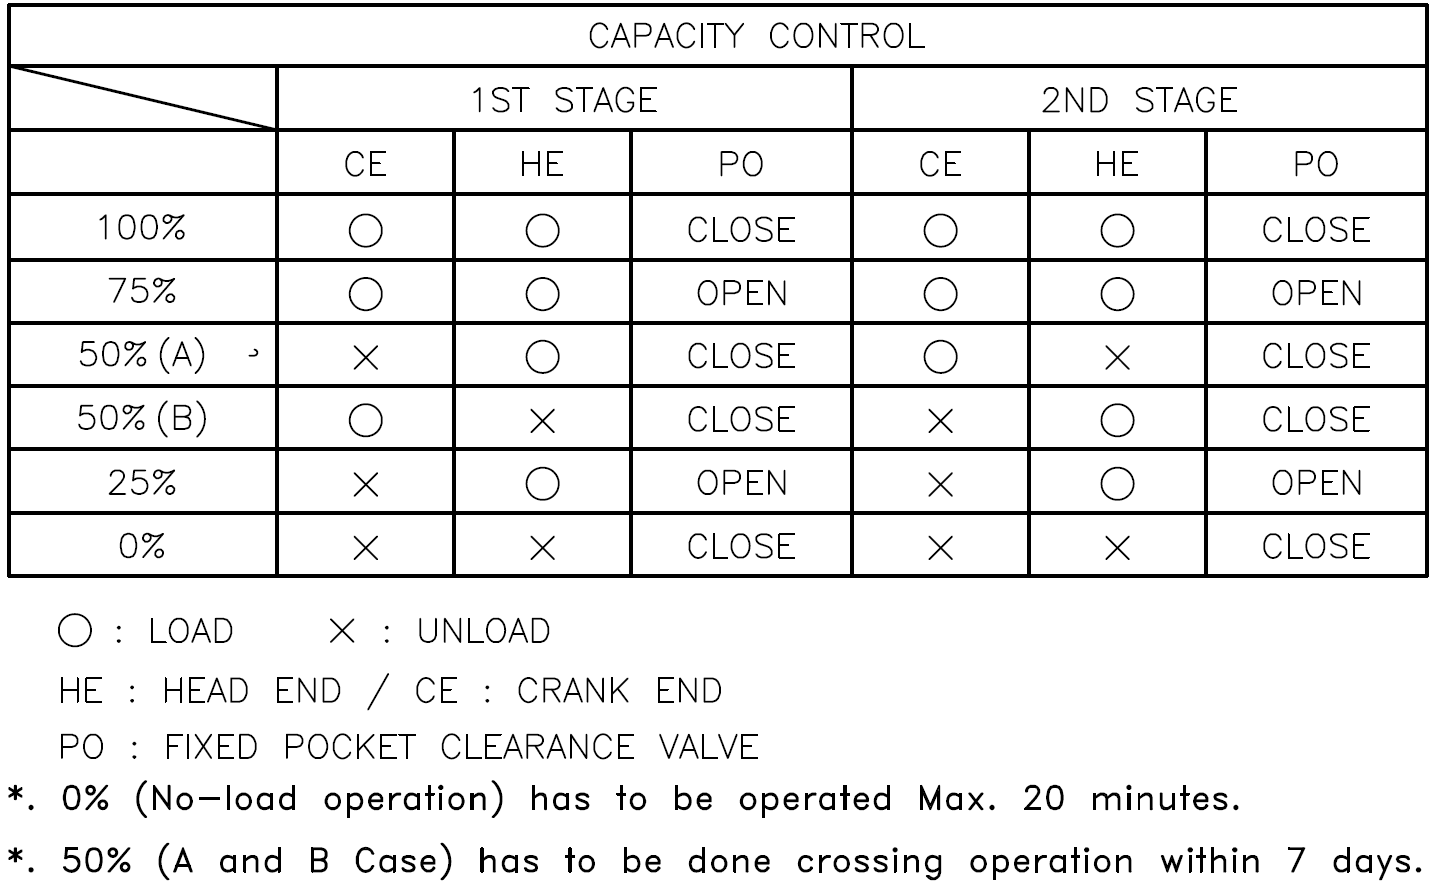 CAPACITY CONTROL
1ST STAGE 2ND STAGE
CE HE PO CE HE PO
100% ○ ○ CLOSE ○ ○ CLOSE
75% ○ ○ OPEN ○ ○ OPEN
50% (A) × ○ CLOSE ○ × CLOSE
50% (B) ○ × CLOSE × ○ CLOSE
25% × ○ OPEN × ○ OPEN
0% × × CLOSE × × CLOSE
○ : LOAD × : UNLOAD
HE : HEAD END / CE : CRANK END
PO : FIXED POCKET CLEARANCE VALVE
*. 0% (No-load operation) has to be operated Max. 20 minutes.
*. 50% (A and B Case) has to be done crossing operation within 7 days.